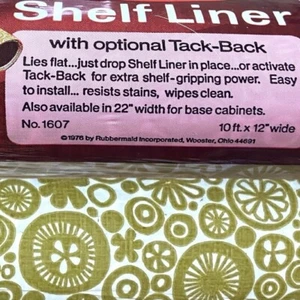 Shelf Liner
with optional Tack-Back
Lies flat...just drop Shelf Liner in place...or activate
Tack-Back for extra shelf-gripping power. Easy
to install... resists stains, wipes clean.
Also available in 22" width for base cabinets.
No. 1607 10 ft. x 12" wide
©1976 by Rubbermaid Incorporated, Wooster, Ohio 44691